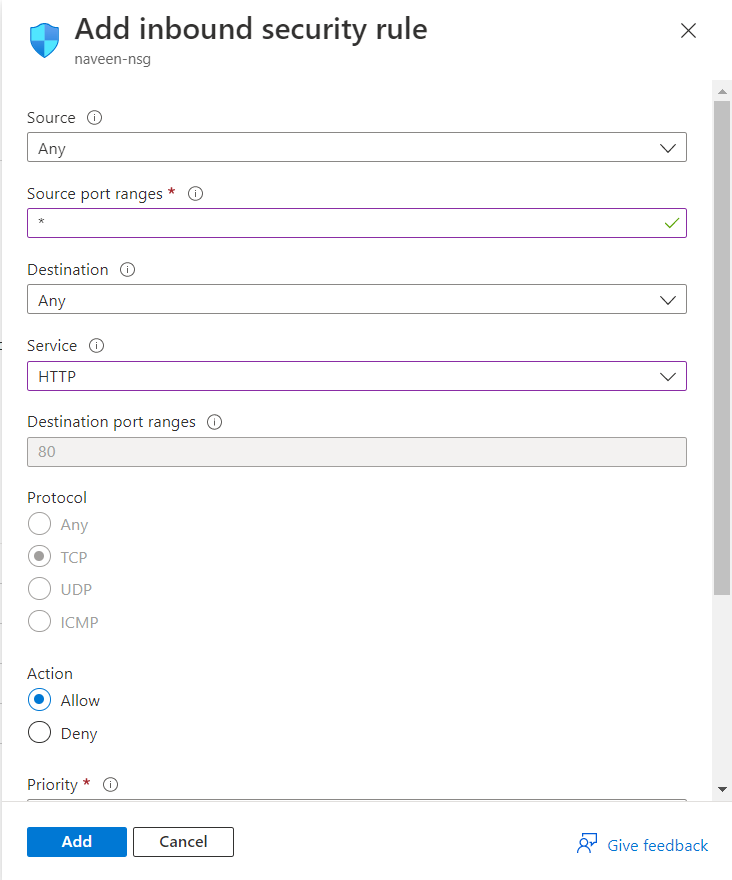 Add inbound security rule
naveen-nsg
Source
Any
Source port ranges *
*
Destination
Any
Service
HTTP
Destination port ranges
80
Protocol
Any
TCP
UDP
ICMP
Action
Allow
Deny
Priority *
Add Cancel Give feedback